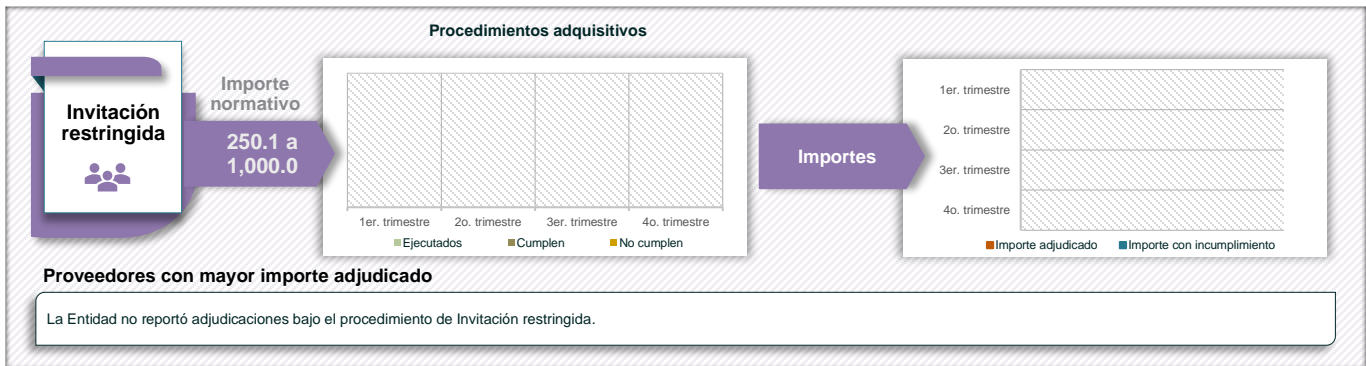 Procedimientos adquisitivos
Invitación
restringida
Importe
normativo
250.1 a
1,000.0
1er. trimestre
2o. trimestre
3er. trimestre
4o. trimestre
Ejecutados
Cumplen
No cumplen
Importes
1er. trimestre
2o. trimestre
3er. trimestre
4o. trimestre
Importe adjudicado
Importe con incumplimiento
Proveedores con mayor importe adjudicado
La Entidad no reportó adjudicaciones bajo el procedimiento de Invitación restringida.